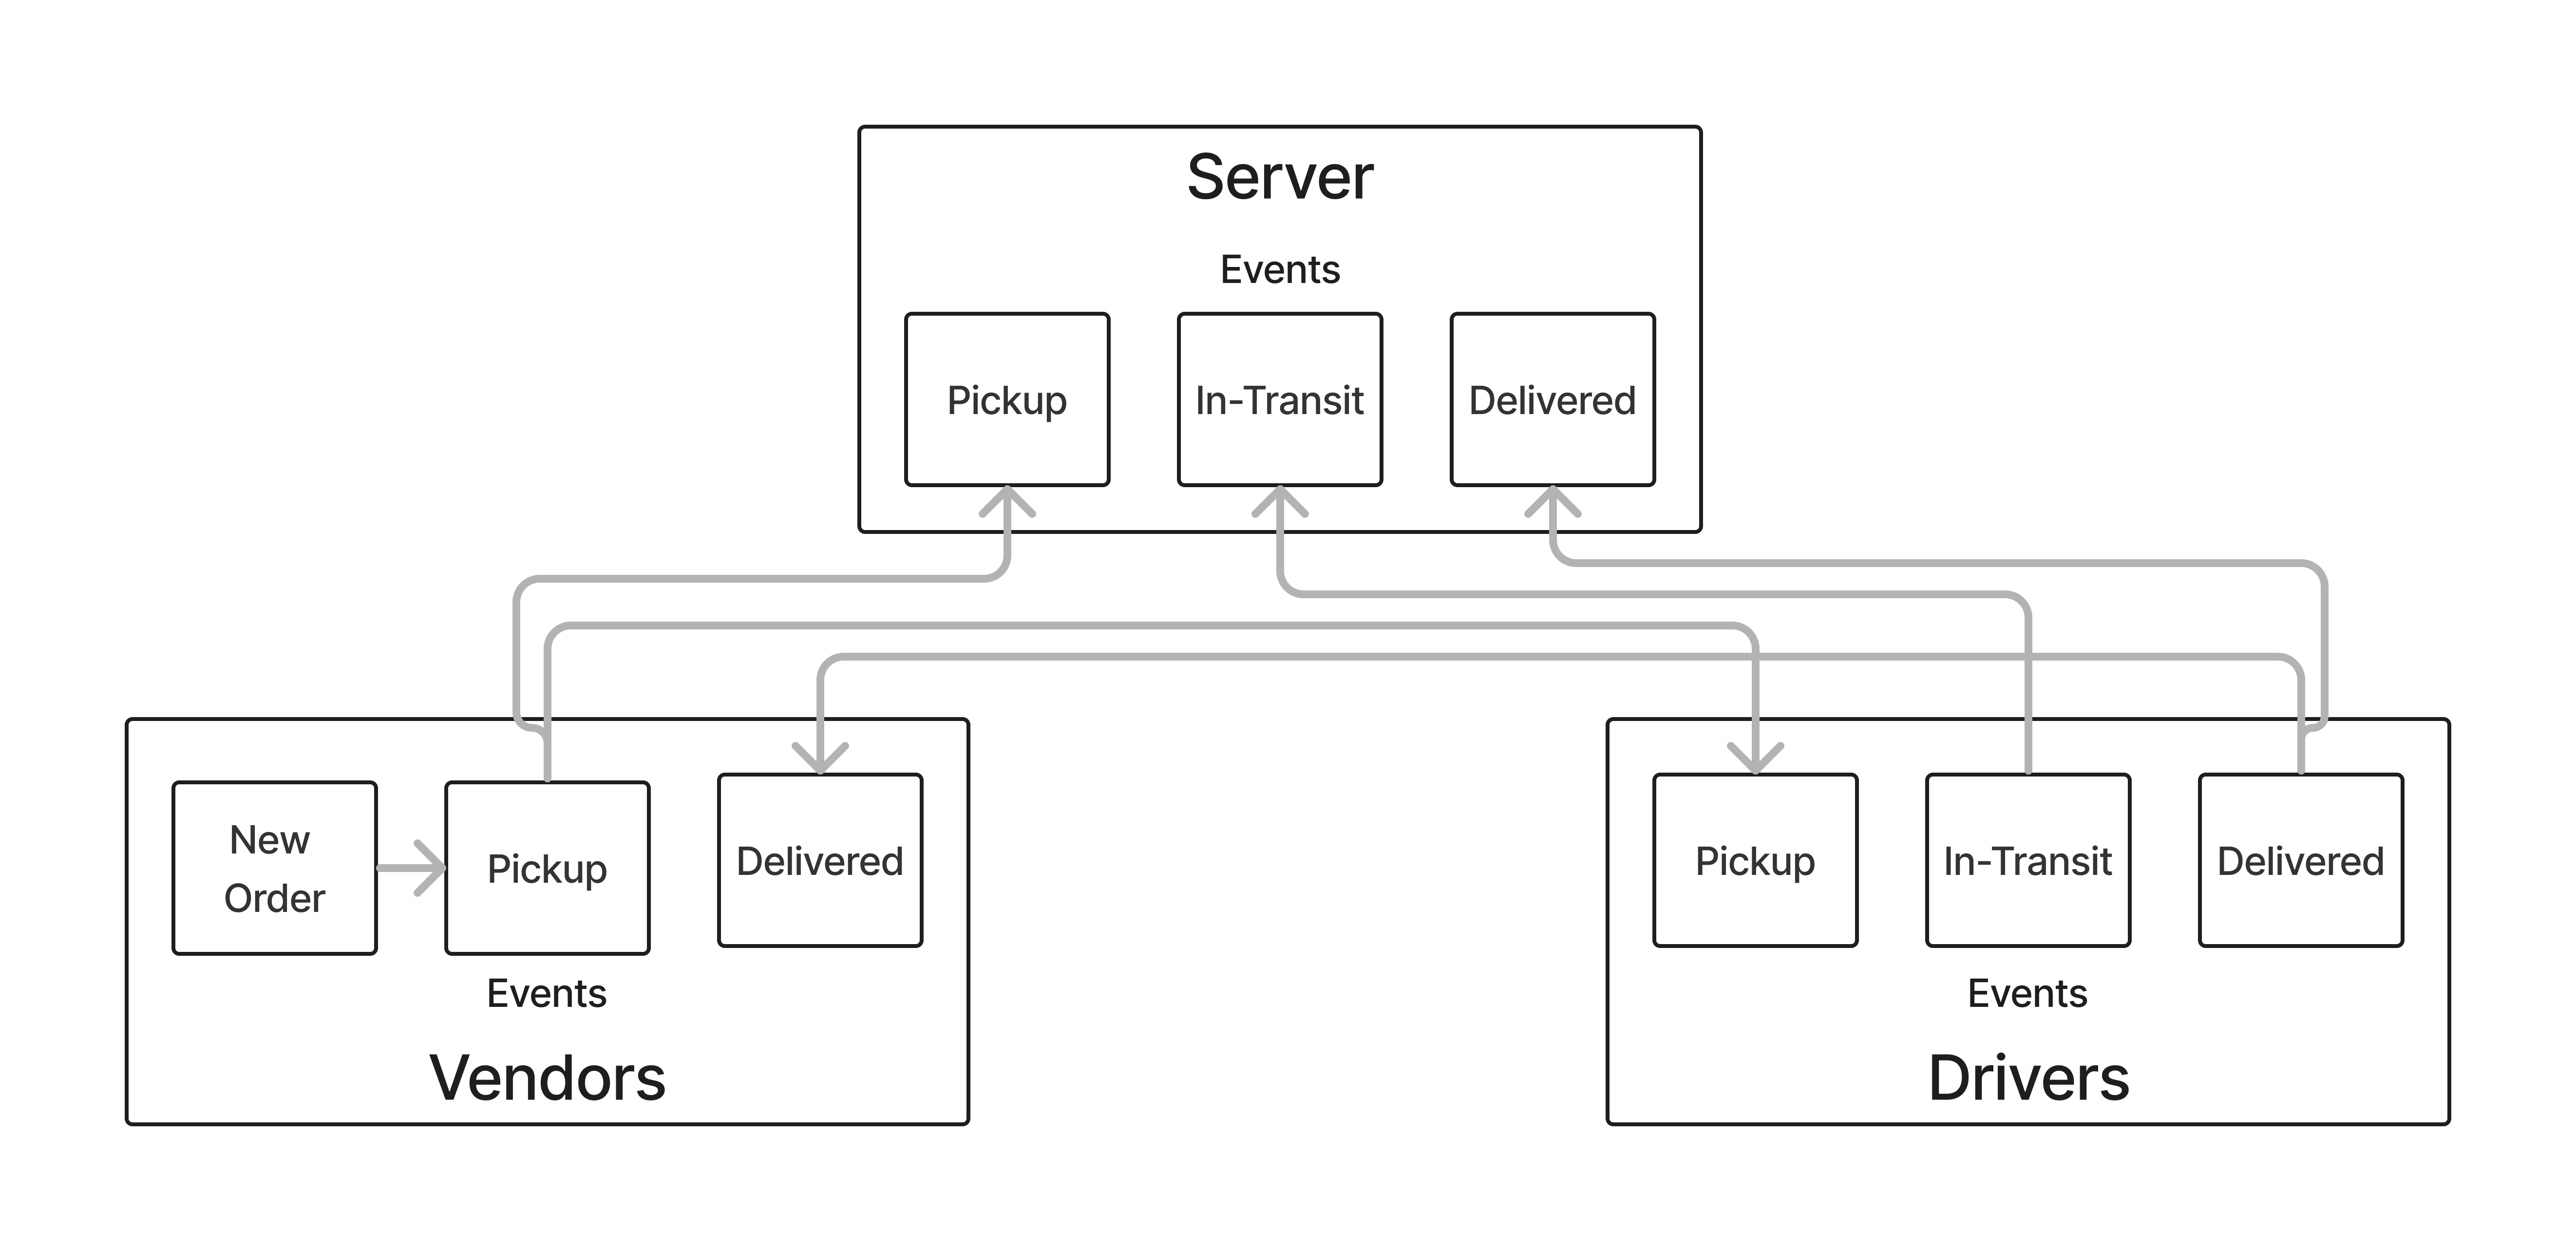 Server
Events
Pickup
In-Transit
Delivered
New
Order
Pickup
Delivered
Events
Vendors
Pickup
In-Transit
Delivered
Events
Drivers